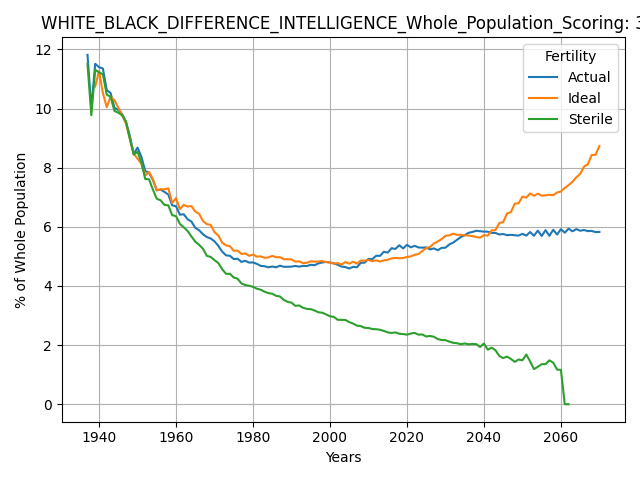 WHITE_BLACK_DIFFERENCE_INTELLIGENCE_Whole_Population_Scoring: 3
12
10
8
6
4
2
0
% of Whole Population
1940
1960
1980
2000
2020
2040
2060
Years
Fertility
Actual
Ideal
Sterile